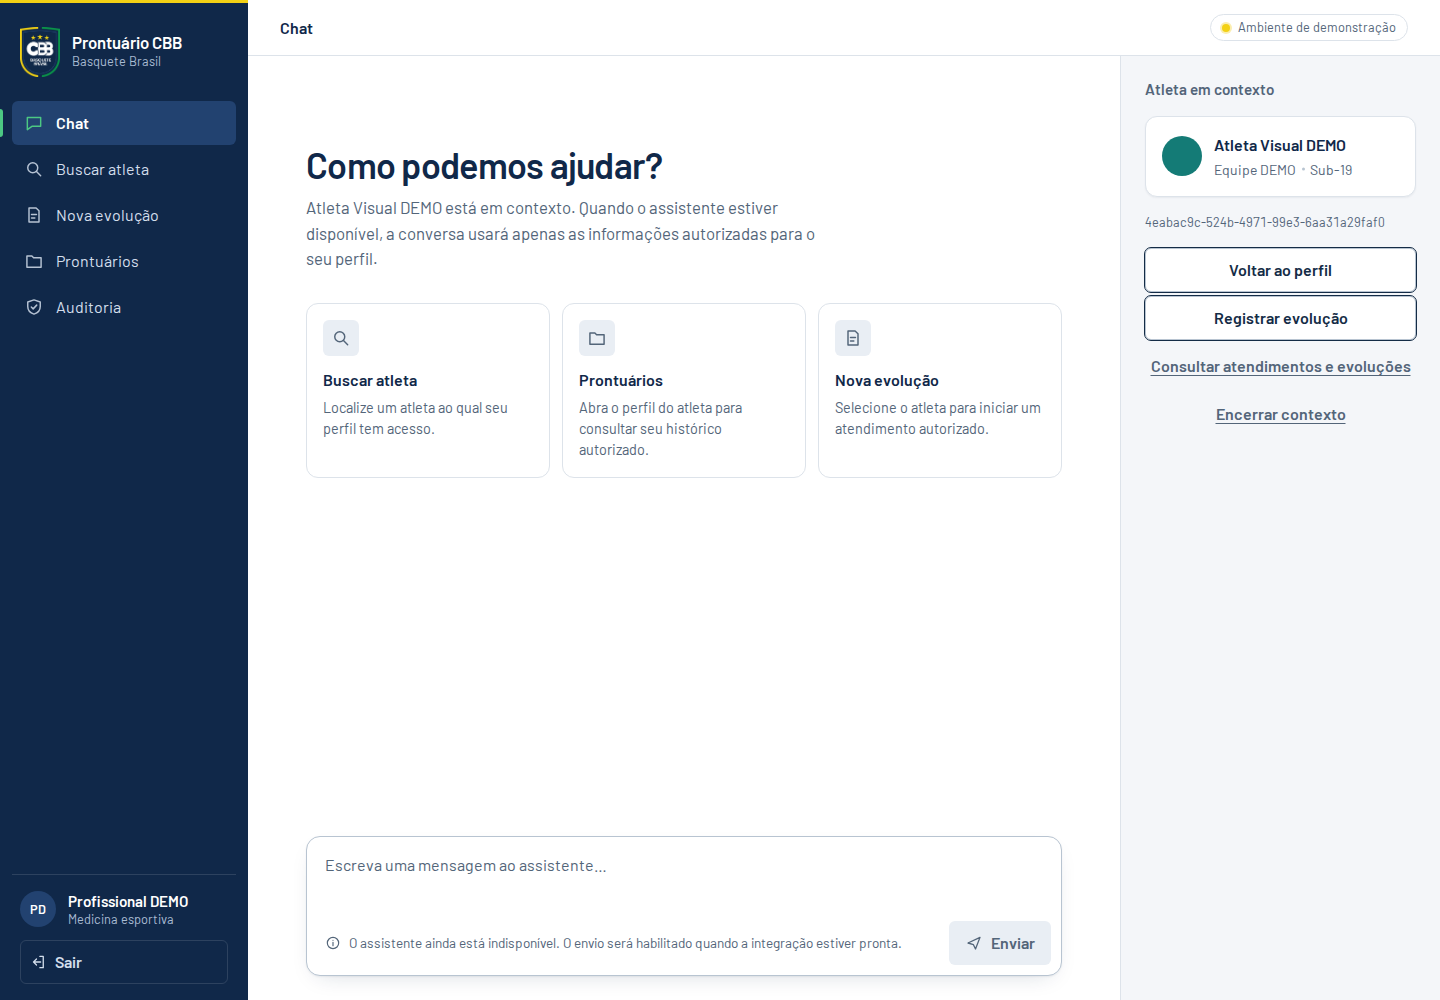 CBB
Prontuário CBB
Basquete Brasil
Chat
Buscar atleta
Nova evolução
Prontuários
Auditoria
PD
Profissional DEMO
Medicina esportiva
Sair
Chat
Ambiente de demonstração
Como podemos ajudar?
Atleta Visual DEMO está em contexto. Quando o assistente estiver
disponível, a conversa usará apenas as informações autorizadas para o
seu perfil.
Buscar atleta
Localize um atleta ao qual seu
perfil tem acesso.
Prontuários
Abra o perfil do atleta para
consultar seu histórico
autorizado.
Nova evolução
Selecione o atleta para iniciar um
atendimento autorizado.
Escreva uma mensagem ao assistente...
O assistente ainda está indisponível. O envio será habilitado quando a integração estiver pronta.
Enviar
Atleta em contexto
Atleta Visual DEMO
Equipe DEMO • Sub-19
4eabac9c-524b-4971-99e3-6aa31a29faf0
Voltar ao perfil
Registrar evolução
Consultar atendimentos e evoluções
Encerrar contexto